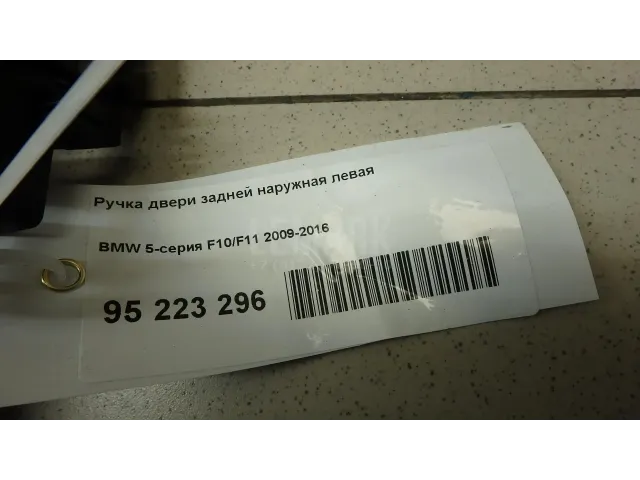 Ручка двери задней наружная левая
BMW 5-серия F10/F11 2009-2016
95 223 296